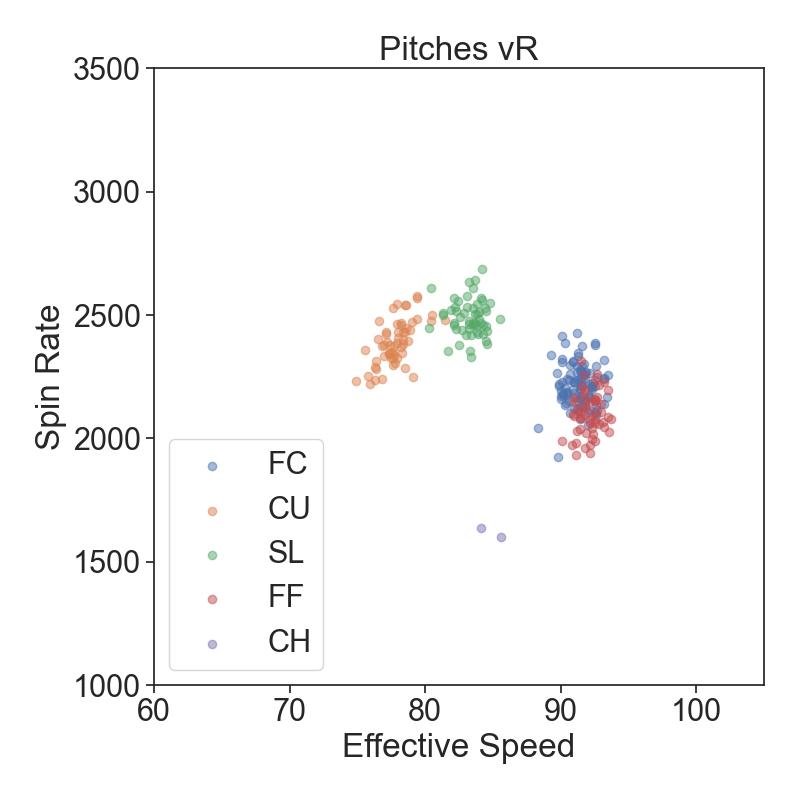 Pitches vR
3500
3000
2500
2000
1500
1000
Spin Rate
FC
CU
SL
FF
CH
60 70 80 90 100
Effective Speed